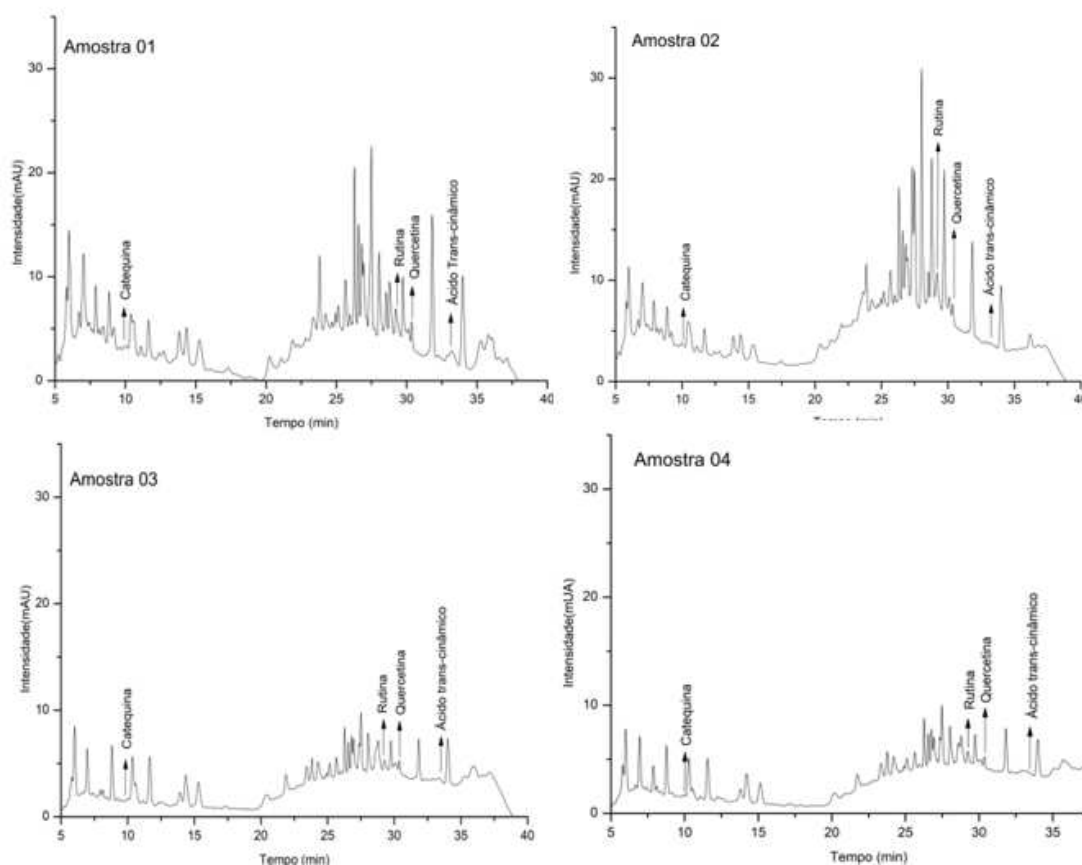 Amostra 01
Intensidade(mAU)
30
20
10
0
Catequina
Rutina
Quercetina
Ácido Trans-cinâmico
5 10 15 20 25 30 35 40
Tempo (min)
Amostra 02
Intensidade(mAU)
30
20
10
0
Catequina
Rutina
Quercetina
Ácido trans-cinâmico
5 10 15 20 25 30 35 40
Tempo (min)
Amostra 03
Intensidade(mAU)
30
20
10
0
Catequina
Rutina
Quercetina
Ácido trans-cinâmico
5 10 15 20 25 30 35 40
Tempo (min)
Amostra 04
Intensidade(mUA)
30
20
10
0
Catequina
Rutina
Quercetina
Ácido trans-cinâmico
5 10 15 20 25 30 35
Tempo (min)